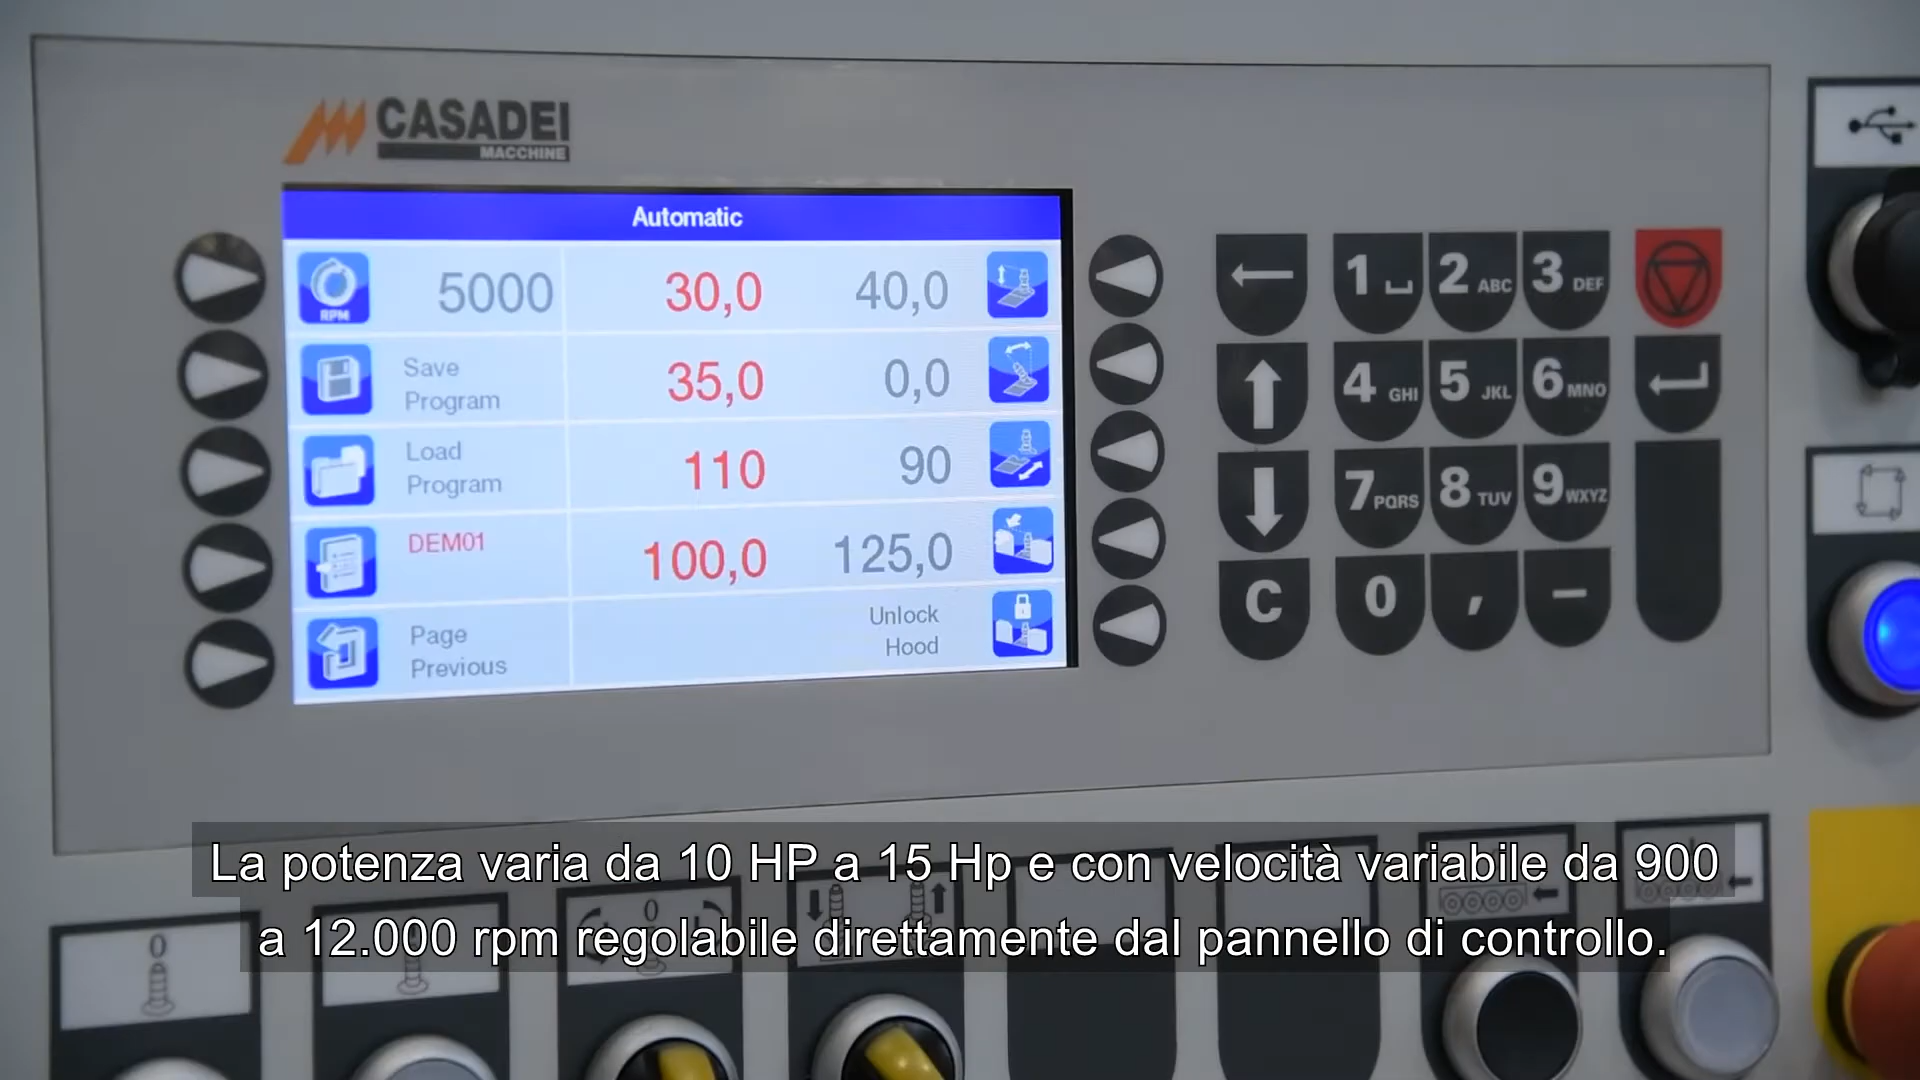 CASADEI
MACCHINE
Automatic
RPM
5000
30,0
40,0
Save
Program
35,0
0,0
Load
Program
110
90
DEM01
100,0
125,0
Page
Previous
Unlock
Hood
1
2 ABC
3 DEF
4 GHI
5 JKL
6 MNO
7 PQRS
8 TUV
9 WXYZ
C
0
,
-
La potenza varia da 10 HP a 15 Hp e con velocità variabile da 900
a 12.000 rpm regolabile direttamente dal pannello di controllo.
0
0